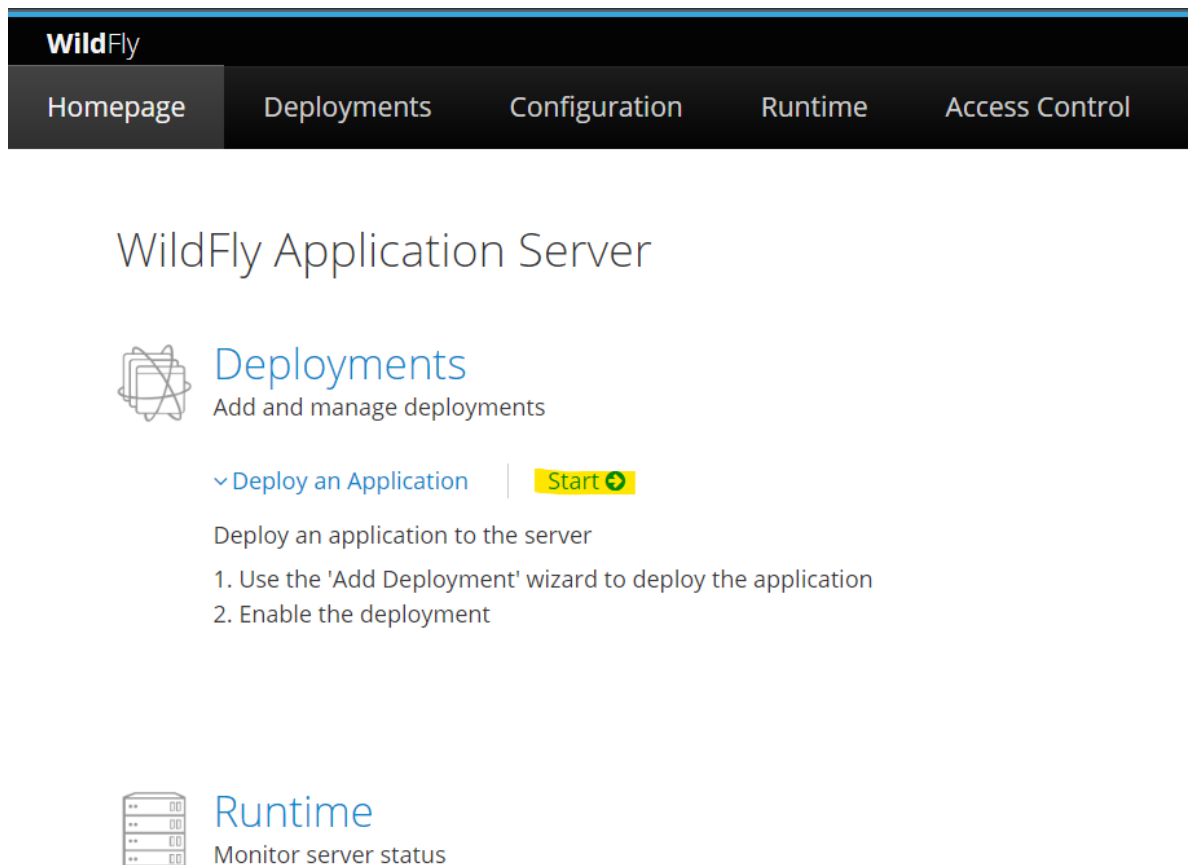 WildFly
Homepage Deployments Configuration Runtime Access Control
WildFly Application Server
Deployments
Add and manage deployments
Deploy an Application Start
Deploy an application to the server
1. Use the 'Add Deployment' wizard to deploy the application
2. Enable the deployment
Runtime
Monitor server status